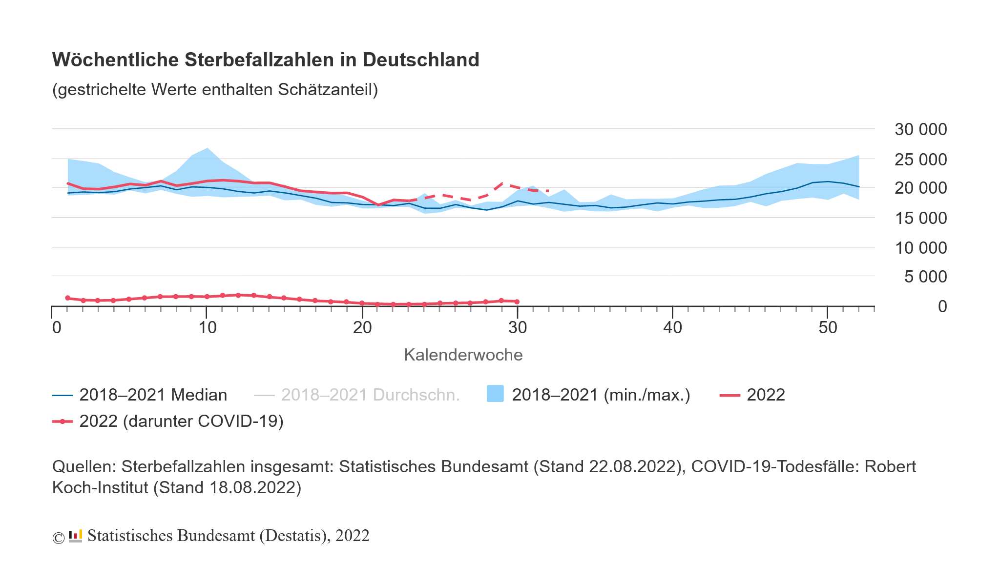 Wöchentliche Sterbefallzahlen in Deutschland
(gestrichelte Werte enthalten Schätzanteil)
30 000
25 000
20 000
15 000
10 000
5 000
0
0 10 20 30 40 50
Kalenderwoche
2018–2021 Median 2018–2021 Durchschn. 2018–2021 (min./max.) 2022
2022 (darunter COVID-19)
Quellen: Sterbefallzahlen insgesamt: Statistisches Bundesamt (Stand 22.08.2022), COVID-19-Todesfälle: Robert
Koch-Institut (Stand 18.08.2022)
© Statistisches Bundesamt (Destatis), 2022